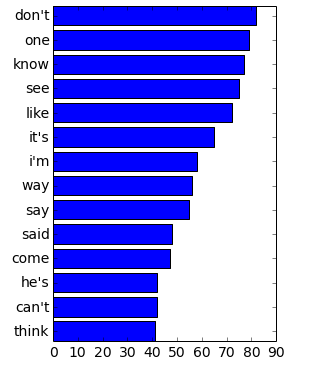 don't
one
know
see
like
it's
i'm
way
say
said
come
he's
can't
think
0 10 20 30 40 50 60 70 80 90